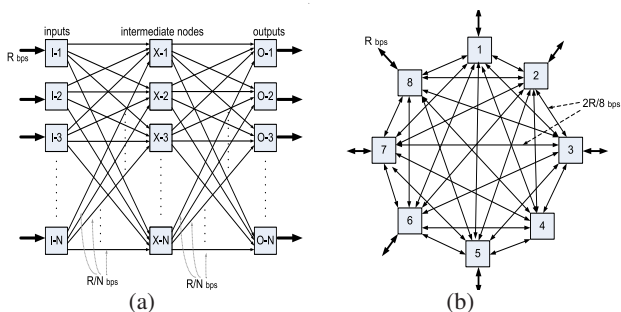 inputs intermediate nodes outputs
R bps
I-1 X-1 O-1
I-2 X-2 O-2
I-3 X-3 O-3
I-N X-N O-N
R/N bps R/N bps
(a)
R bps
1
8 2
2R/8 bps
7 3
6 4
5
(b)